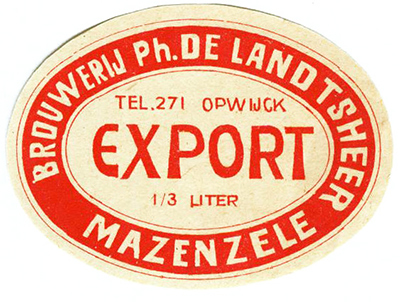 BROUWERIJ Ph. DE LANDTSHEER
TEL. 271 OPWIJCK
EXPORT
1/3 LITER
MAZENZELE